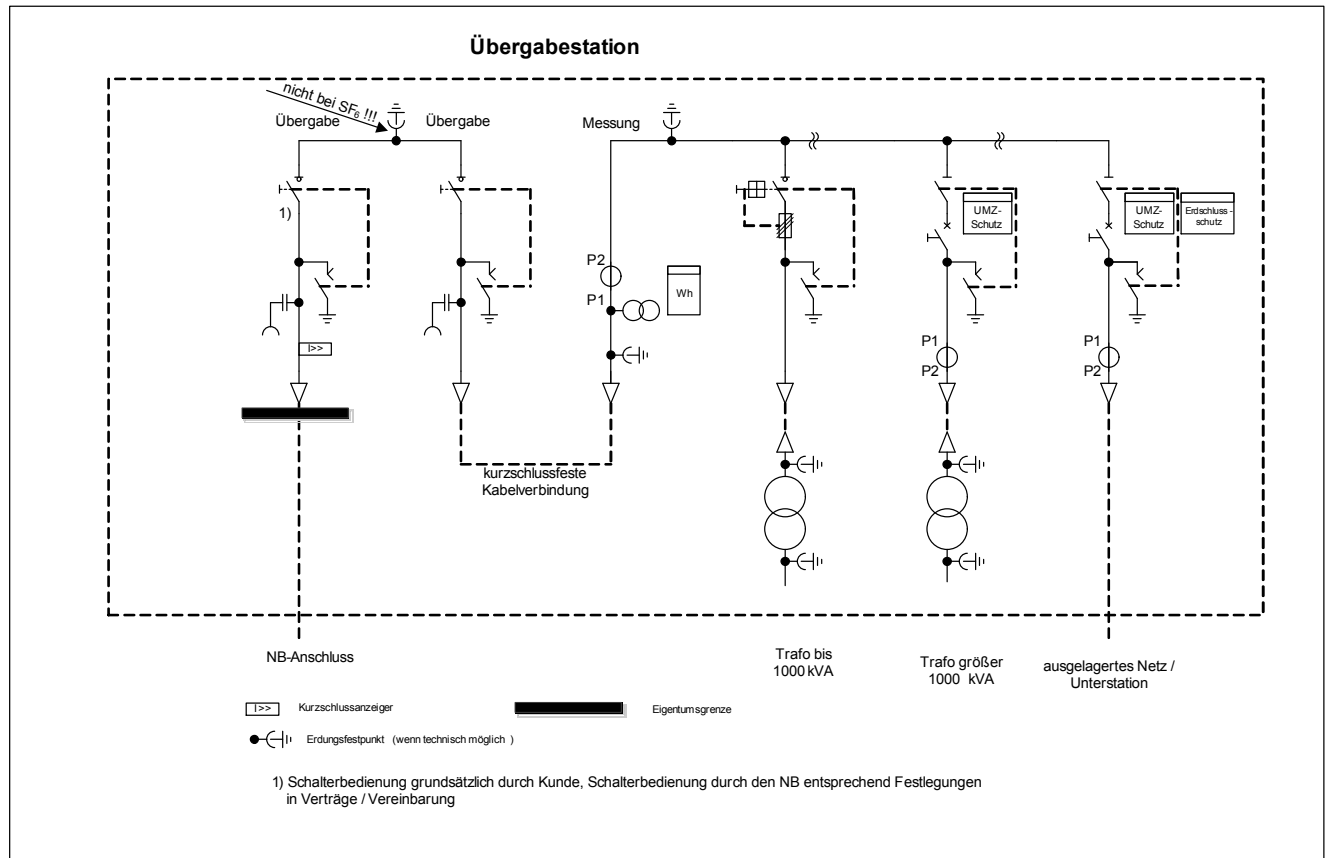 Übergabestation
nicht bei SF₆ !!!
Übergabe
Übergabe
Messung
1)
I>>
P2
P1
Wh
UMZ-
Schutz
UMZ-
Schutz
Erdschluss -
schutz
P1
P2
P1
P2
kurzschlussfeste
Kabelverbindung
NB-Anschluss
Trafo bis
1000 kVA
Trafo größer
1000 kVA
ausgelagertes Netz /
Unterstation
I>> Kurzschlussanzeiger
Eigentumsgrenze
Erdungsfestpunkt (wenn technisch möglich )
1) Schalterbedienung grundsätzlich durch Kunde, Schalterbedienung durch den NB entsprechend Festlegungen
in Verträge / Vereinbarung